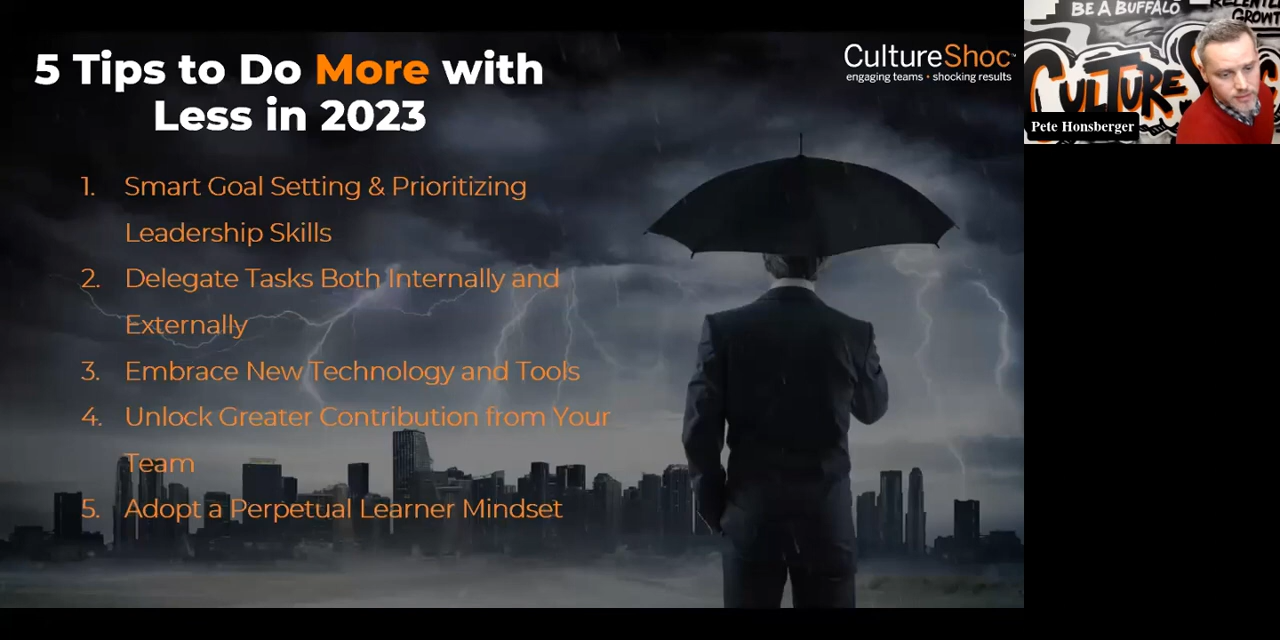 5 Tips to Do More with
Less in 2023
CultureShoc™
engaging teams • shocking results
1. Smart Goal Setting & Prioritizing
Leadership Skills
2. Delegate Tasks Both Internally and
Externally
3. Embrace New Technology and Tools
4. Unlock Greater Contribution from Your
Team
5. Adopt a Perpetual Learner Mindset
BE A BUFFALO
CULTURE
Pete Honsberger